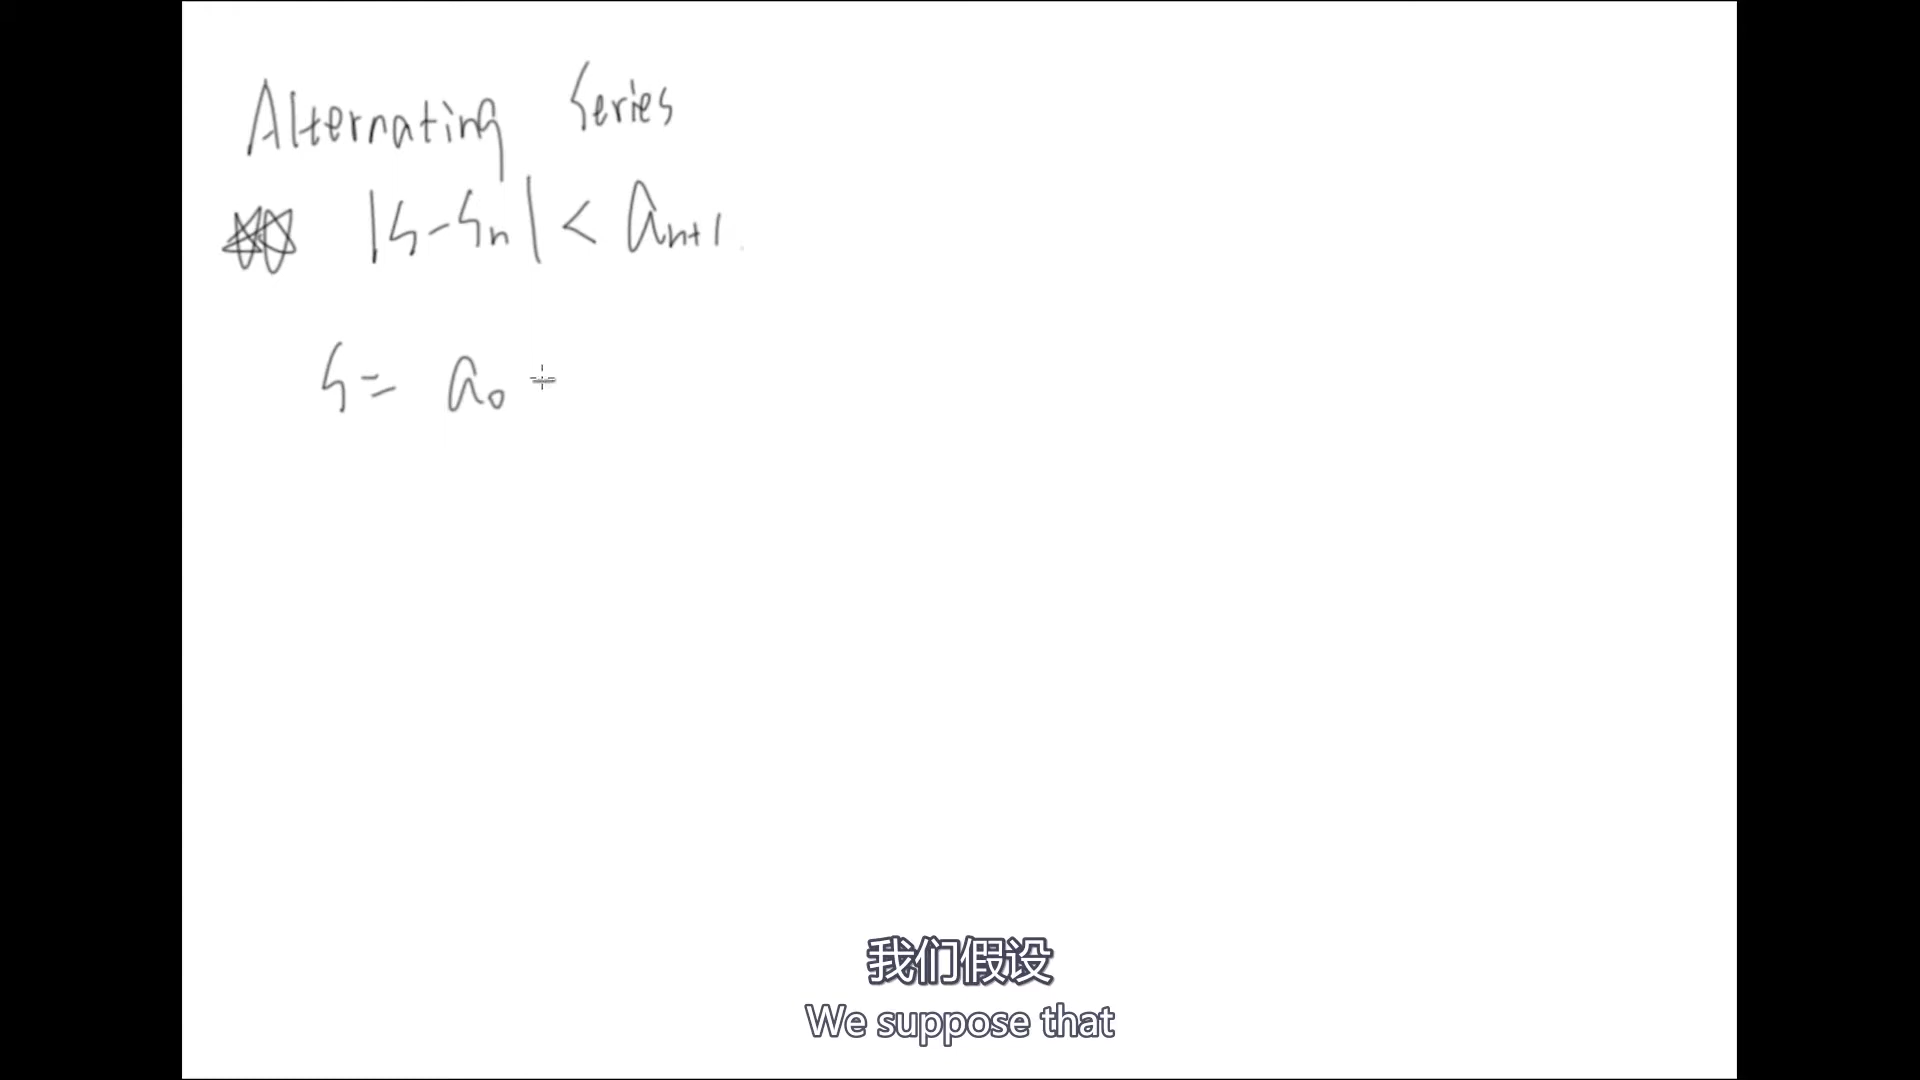 Alternating Series
|S-Sn| < an+1
S = a0 -
我们假设
We suppose that